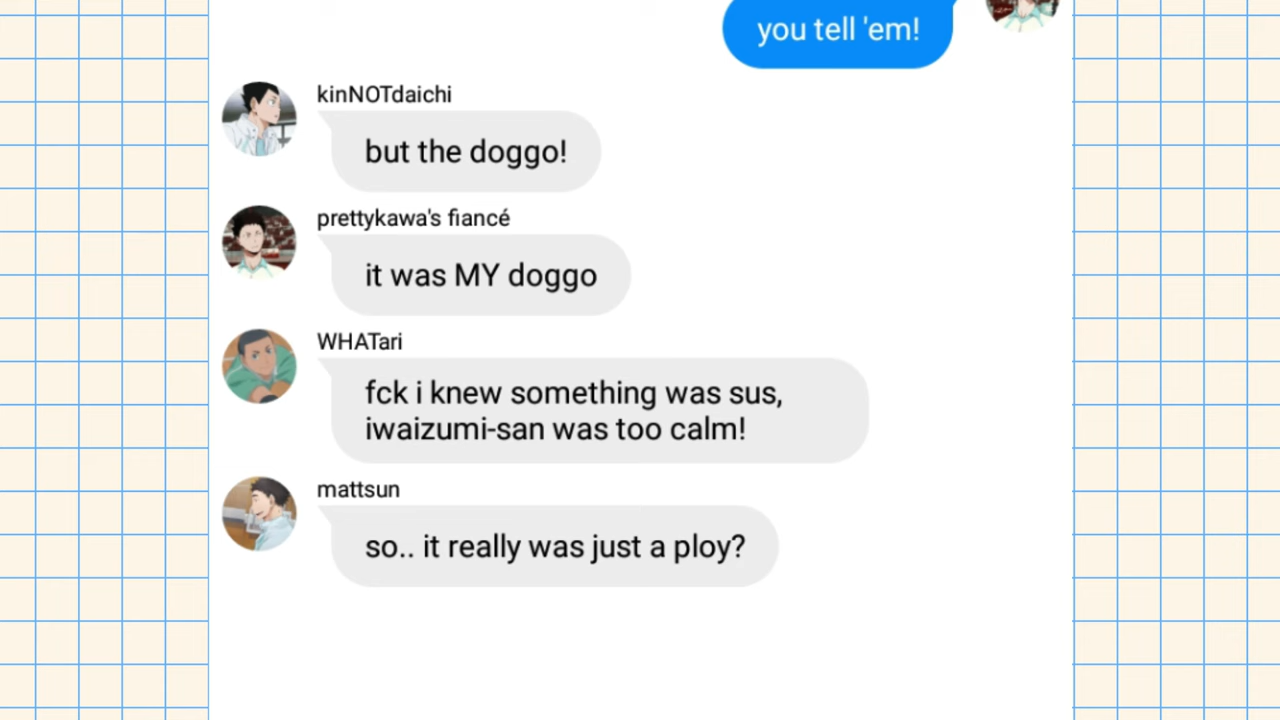 you tell 'em!
kinNOTdaichi
but the doggo!
prettykawa's fiancé
it was MY doggo
WHATari
fck i knew something was sus,
iwaizumi-san was too calm!
mattsun
so.. it really was just a ploy?